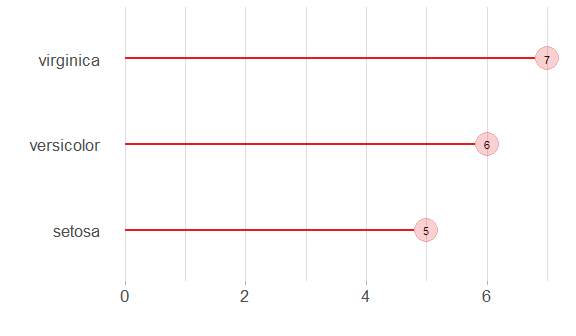 virginica 7
versicolor 6
setosa 5
0 2 4 6